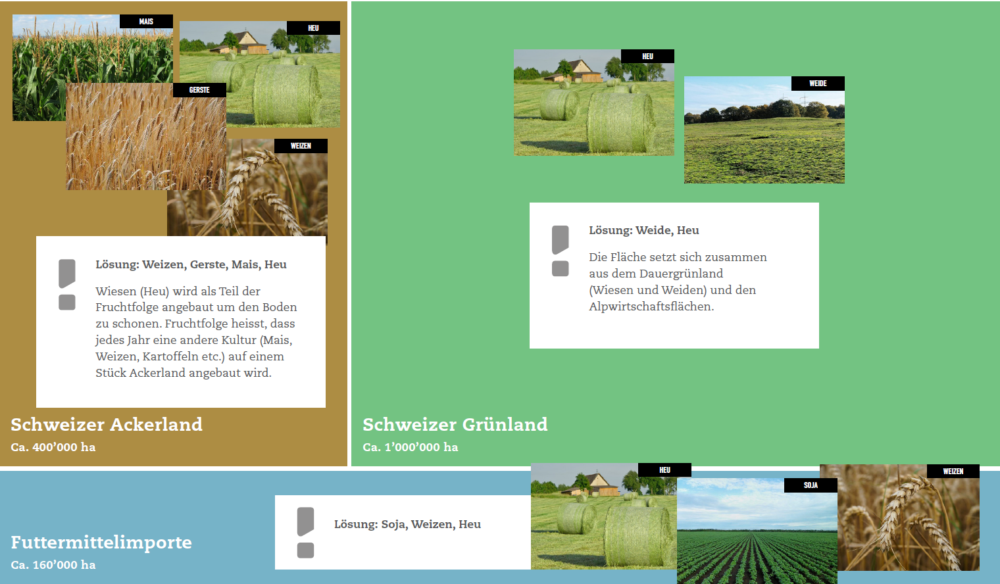 MAIS
HEU
GERSTE
WEIZEN
Lösung: Weizen, Gerste, Mais, Heu
Wiesen (Heu) wird als Teil der
Fruchtfolge angebaut um den Boden
zu schonen. Fruchtfolge heisst, dass
jedes Jahr eine andere Kultur (Mais,
Weizen, Kartoffeln etc.) auf einem
Stück Ackerland angebaut wird.
Schweizer Ackerland
Ca. 400’000 ha
HEU
WEIDE
Lösung: Weide, Heu
Die Fläche setzt sich zusammen
aus dem Dauergrünland
(Wiesen und Weiden) und den
Alpwirtschaftsflächen.
Schweizer Grünland
Ca. 1’000’000 ha
HEU
SOJA
WEIZEN
Lösung: Soja, Weizen, Heu
Futtermittelimporte
Ca. 160’000 ha